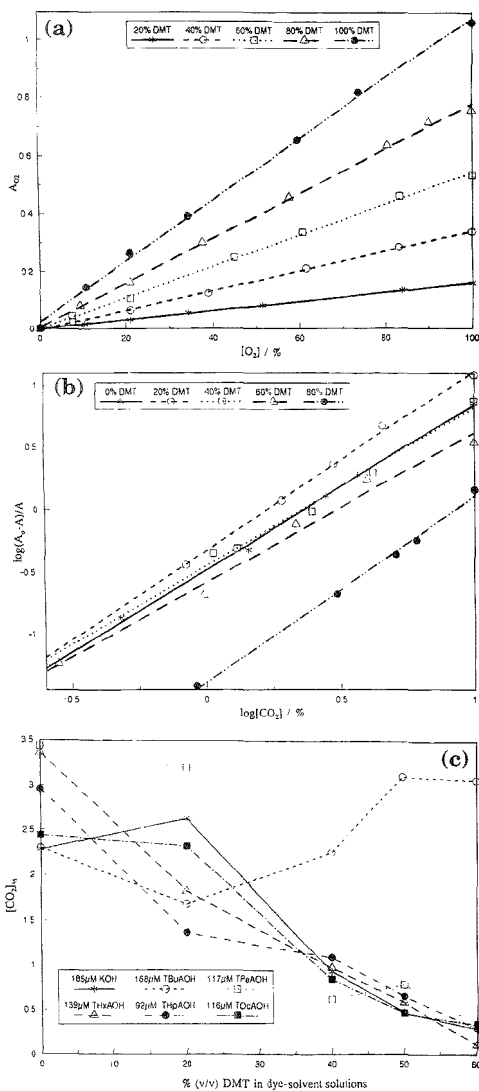 (a)
20% DMT 40% DMT 60% DMT 80% DMT 100% DMT
1
0.8
0.6
0.4
0.2
0
A_O2
0 20 40 60 80 100
[O₂] / %
(b)
0% DMT 20% DMT 40% DMT 60% DMT 80% DMT
1
0.5
0
-0.5
-1
log(A₀-A)/A
-0.5 0 0.5 1
log[CO₂] / %
(c)
3.5
3
2.5
2
1.5
1
0.5
0
[CO₂]½
185µM KOH 168µM TBuAOH 117µM TPeAOH
139µM THxAOH 92µM THpAOH 116µM TOcAOH
0 20 40 50 60
% (v/v) DMT in dye-solvent solutions